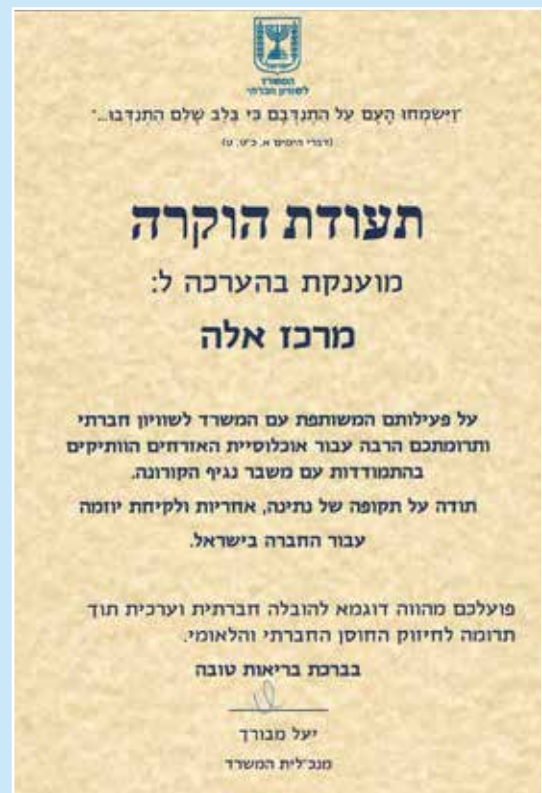 המשרד
לשוויון חברתי
"וַיִּשְׂמְחוּ הָעָם עַל הִתְנַדְּבָם כִּי בְּלֵב שָׁלֵם הִתְנַדְּבוּ..."
(דברי הימים א, כ"ט, ט)
תעודת הוקרה
מוענקת בהערכה ל:
מרכז אלה
על פעילותם המשותפת עם המשרד לשוויון חברתי
ותרומתכם הרבה עבור אוכלוסיית האזרחים הוותיקים
בהתמודדות עם משבר נגיף הקורונה.
תודה על תקופה של נתינה, אחריות ולקיחת יוזמה
עבור החברה בישראל.
פועלכם מהווה דוגמא להובלה חברתית וערכית תוך
תרומה לחיזוק החוסן החברתי והלאומי.
בברכת בריאות טובה
יעל מבורך
מנכ"לית המשרד